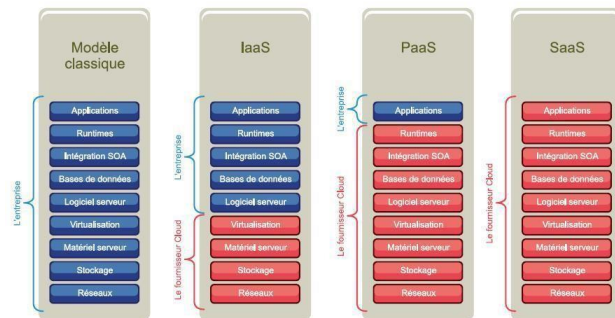 Modèle
classique
L'entreprise
Applications
Runtimes
Intégration SOA
Bases de données
Logiciel serveur
Virtualisation
Matériel serveur
Stockage
Réseaux
IaaS
L'entreprise
Le fournisseur Cloud
Applications
Runtimes
Intégration SOA
Bases de données
Logiciel serveur
Virtualisation
Matériel serveur
Stockage
Réseaux
PaaS
L'entreprise
Le fournisseur Cloud
Applications
Runtimes
Intégration SOA
Bases de données
Logiciel serveur
Virtualisation
Matériel serveur
Stockage
Réseaux
SaaS
Le fournisseur Cloud
Applications
Runtimes
Intégration SOA
Bases de données
Logiciel serveur
Virtualisation
Matériel serveur
Stockage
Réseaux